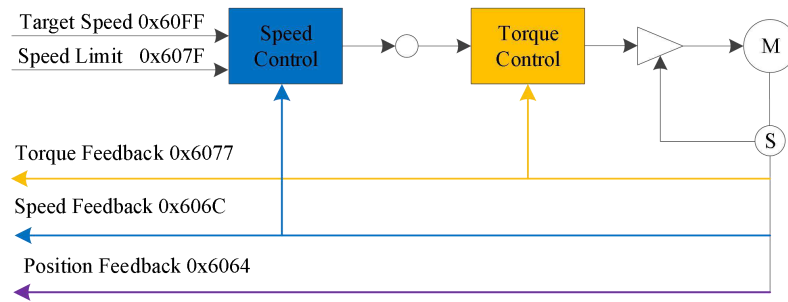 Target Speed 0x60FF
Speed Limit 0x607F
Speed
Control
Torque
Control
M
S
Torque Feedback 0x6077
Speed Feedback 0x606C
Position Feedback 0x6064